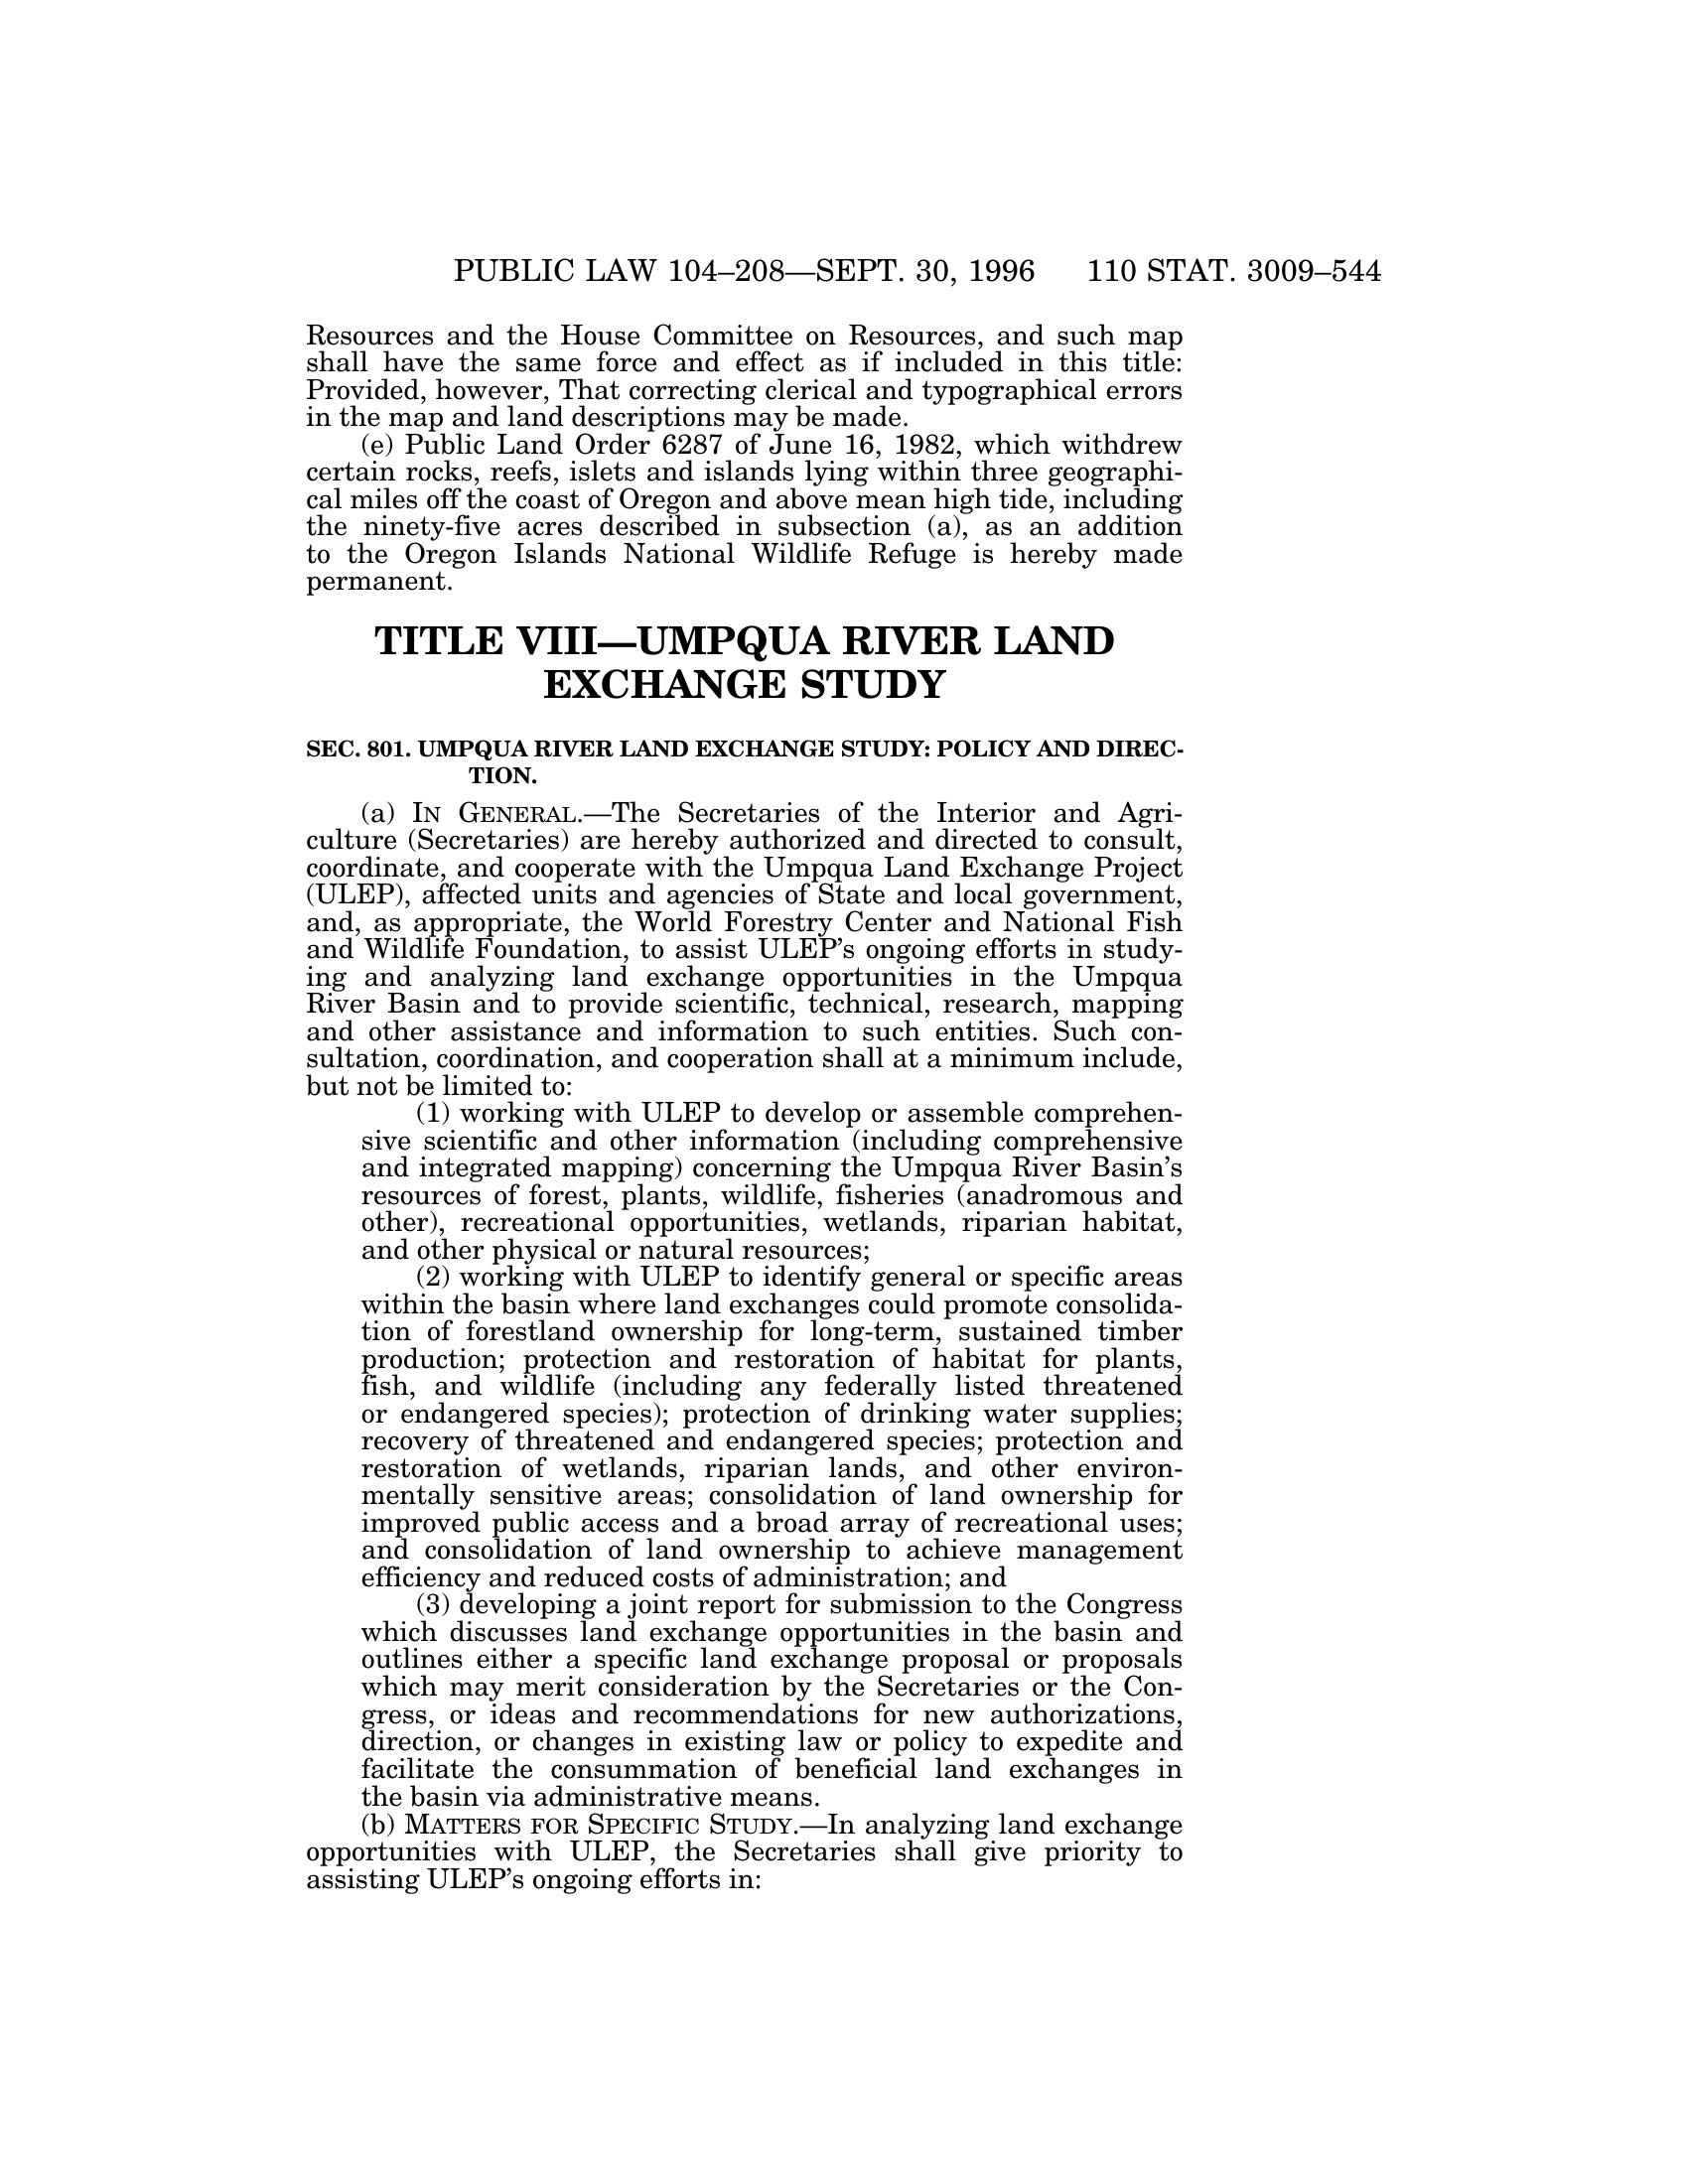 PUBLIC LAW 104–208—SEPT. 30, 1996 110 STAT. 3009–544
Resources and the House Committee on Resources, and such map
shall have the same force and effect as if included in this title:
Provided, however, That correcting clerical and typographical errors
in the map and land descriptions may be made.
(e) Public Land Order 6287 of June 16, 1982, which withdrew
certain rocks, reefs, islets and islands lying within three geographi-
cal miles off the coast of Oregon and above mean high tide, including
the ninety-five acres described in subsection (a), as an addition
to the Oregon Islands National Wildlife Refuge is hereby made
permanent.
TITLE VIII—UMPQUA RIVER LAND
EXCHANGE STUDY
SEC. 801. UMPQUA RIVER LAND EXCHANGE STUDY: POLICY AND DIREC-
TION.
(a) IN GENERAL.—The Secretaries of the Interior and Agri-
culture (Secretaries) are hereby authorized and directed to consult,
coordinate, and cooperate with the Umpqua Land Exchange Project
(ULEP), affected units and agencies of State and local government,
and, as appropriate, the World Forestry Center and National Fish
and Wildlife Foundation, to assist ULEP’s ongoing efforts in study-
ing and analyzing land exchange opportunities in the Umpqua
River Basin and to provide scientific, technical, research, mapping
and other assistance and information to such entities. Such con-
sultation, coordination, and cooperation shall at a minimum include,
but not be limited to:
(1) working with ULEP to develop or assemble comprehen-
sive scientific and other information (including comprehensive
and integrated mapping) concerning the Umpqua River Basin’s
resources of forest, plants, wildlife, fisheries (anadromous and
other), recreational opportunities, wetlands, riparian habitat,
and other physical or natural resources;
(2) working with ULEP to identify general or specific areas
within the basin where land exchanges could promote consolida-
tion of forestland ownership for long-term, sustained timber
production; protection and restoration of habitat for plants,
fish, and wildlife (including any federally listed threatened
or endangered species); protection of drinking water supplies;
recovery of threatened and endangered species; protection and
restoration of wetlands, riparian lands, and other environ-
mentally sensitive areas; consolidation of land ownership for
improved public access and a broad array of recreational uses;
and consolidation of land ownership to achieve management
efficiency and reduced costs of administration; and
(3) developing a joint report for submission to the Congress
which discusses land exchange opportunities in the basin and
outlines either a specific land exchange proposal or proposals
which may merit consideration by the Secretaries or the Con-
gress, or ideas and recommendations for new authorizations,
direction, or changes in existing law or policy to expedite and
facilitate the consummation of beneficial land exchanges in
the basin via administrative means.
(b) MATTERS FOR SPECIFIC STUDY.—In analyzing land exchange
opportunities with ULEP, the Secretaries shall give priority to
assisting ULEP’s ongoing efforts in: